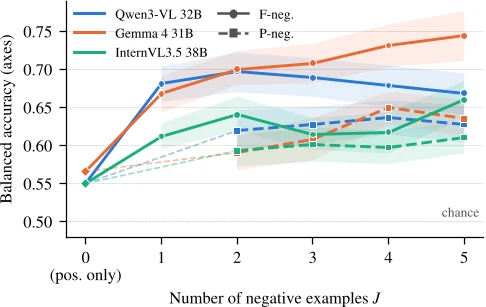 Qwen3-VL 32B
Gemma 4 31B
InternVL3.5 38B
F-neg.
P-neg.
Balanced accuracy (axes)
0.75
0.70
0.65
0.60
0.55
0.50
chance
0 1 2 3 4 5
(pos. only)
Number of negative examples J